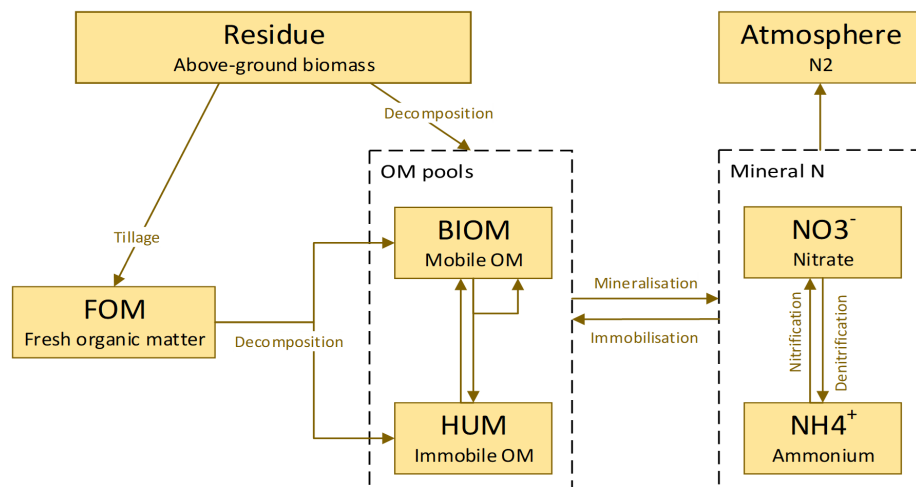 Residue
Above-ground biomass
Atmosphere
N2
Decomposition
OM pools
Mineral N
BIOM
Mobile OM
NO3⁻
Nitrate
Tillage
FOM
Fresh organic matter
Decomposition
Mineralisation
Immobilisation
Nitrification
Denitrification
HUM
Immobile OM
NH4⁺
Ammonium